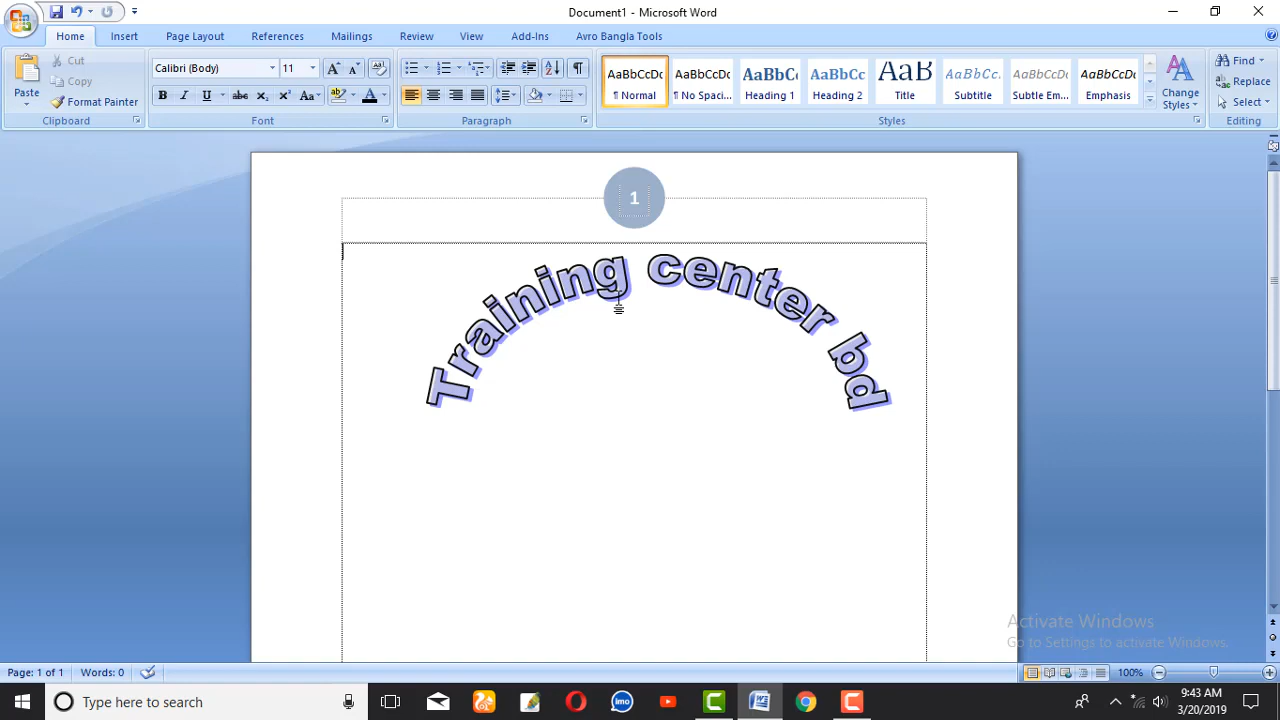 Document1 - Microsoft Word
Home Insert Page Layout References Mailings Review View Add-Ins Avro Bangla Tools
Paste
Cut
Copy
Format Painter
Clipboard
Calibri (Body) 11
Font
Paragraph
AaBbCcDc AaBbCcDc AaBbCc AaBbCc AaB AaBbCc. AaBbCcDc AaBbCcDc
¶ Normal ¶ No Spaci... Heading 1 Heading 2 Title Subtitle Subtle Em... Emphasis
Change Styles
Styles
Find
Replace
Select
Editing
1
Training center bd
Activate Windows
Go to Settings to activate Windows.
Page: 1 of 1 Words: 0 100%
Type here to search
imo
9:43 AM
3/20/2019